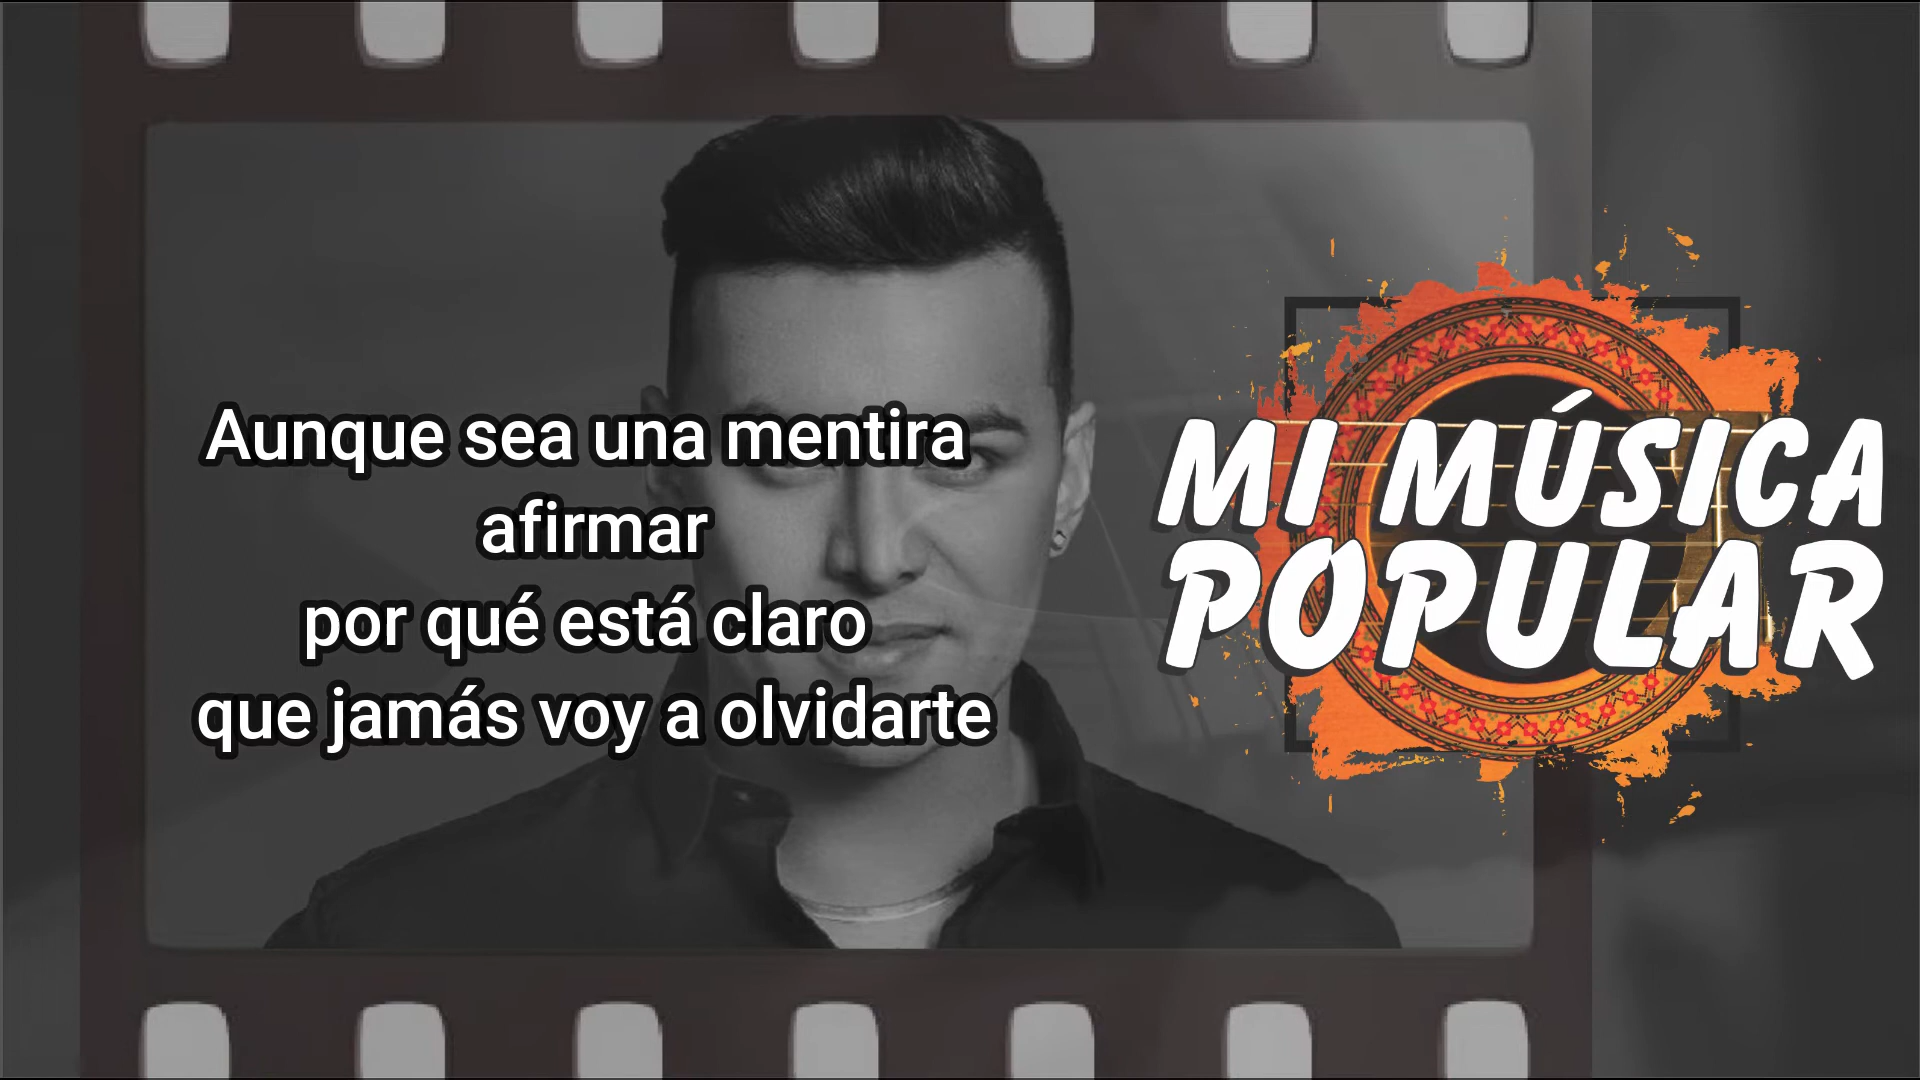 Aunque sea una mentira
afirmar
por qué está claro
que jamás voy a olvidarte
MI MÚSICA
POPULAR